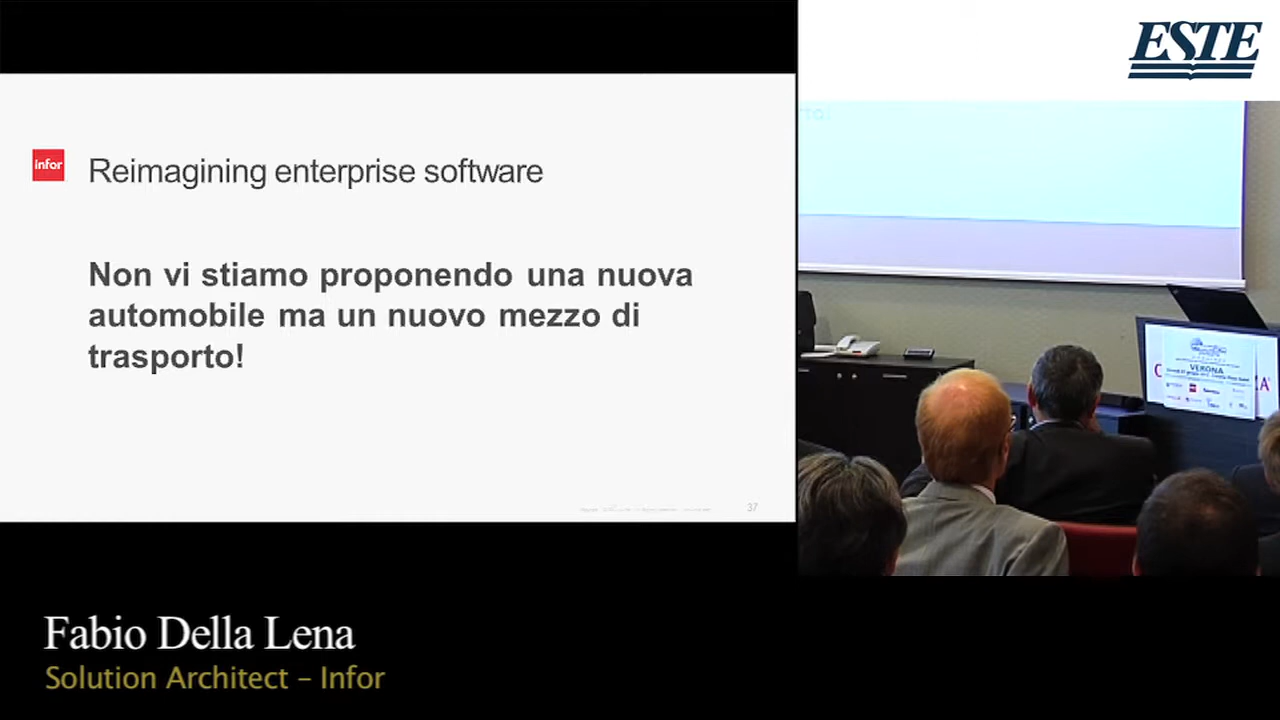 ESTE
infor
Reimagining enterprise software
Non vi stiamo proponendo una nuova
automobile ma un nuovo mezzo di
trasporto!
37
VERONA
Fabio Della Lena
Solution Architect – Infor